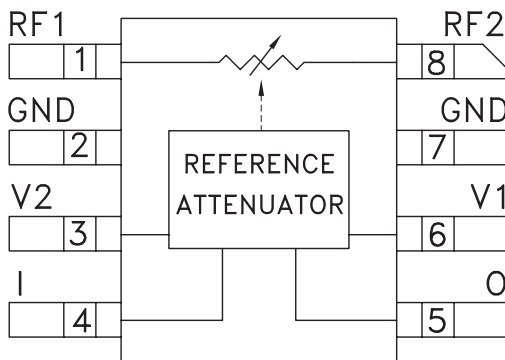 RF1
RF2
1
8
GND
GND
2
7
REFERENCE
ATTENUATOR
V2
V1
3
6
I
O
4
5